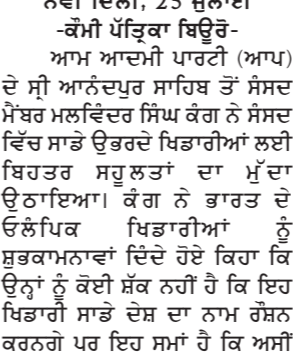 ਨਵੀਂ ਦਿੱਲੀ, 25 ਜੁਲਾਈ
-ਕੌਮੀ ਪੱਤ੍ਰਿਕਾ ਬਿਊਰੋ-
ਆਮ ਆਦਮੀ ਪਾਰਟੀ (ਆਪ)
ਦੇ ਸ੍ਰੀ ਆਨੰਦਪੁਰ ਸਾਹਿਬ ਤੋਂ ਸੰਸਦ
ਮੈਂਬਰ ਮਲਵਿੰਦਰ ਸਿੰਘ ਕੰਗ ਨੇ ਸੰਸਦ
ਵਿੱਚ ਸਾਡੇ ਉਭਰਦੇ ਖਿਡਾਰੀਆਂ ਲਈ
ਬਿਹਤਰ ਸਹੂਲਤਾਂ ਦਾ ਮੁੱਦਾ
ਉਠਾਇਆ। ਕੰਗ ਨੇ ਭਾਰਤ ਦੇ
ਓਲੰਪਿਕ ਖਿਡਾਰੀਆਂ ਨੂੰ
ਸ਼ੁਭਕਾਮਨਾਵਾਂ ਦਿੰਦੇ ਹੋਏ ਕਿਹਾ ਕਿ
ਉਨ੍ਹਾਂ ਨੂੰ ਕੋਈ ਸ਼ੱਕ ਨਹੀਂ ਹੈ ਕਿ ਇਹ
ਖਿਡਾਰੀ ਸਾਡੇ ਦੇਸ਼ ਦਾ ਨਾਮ ਰੌਸ਼ਨ
ਕਰਨਗੇ ਪਰ ਇਹ ਸਮਾਂ ਹੈ ਕਿ ਅਸੀਂ